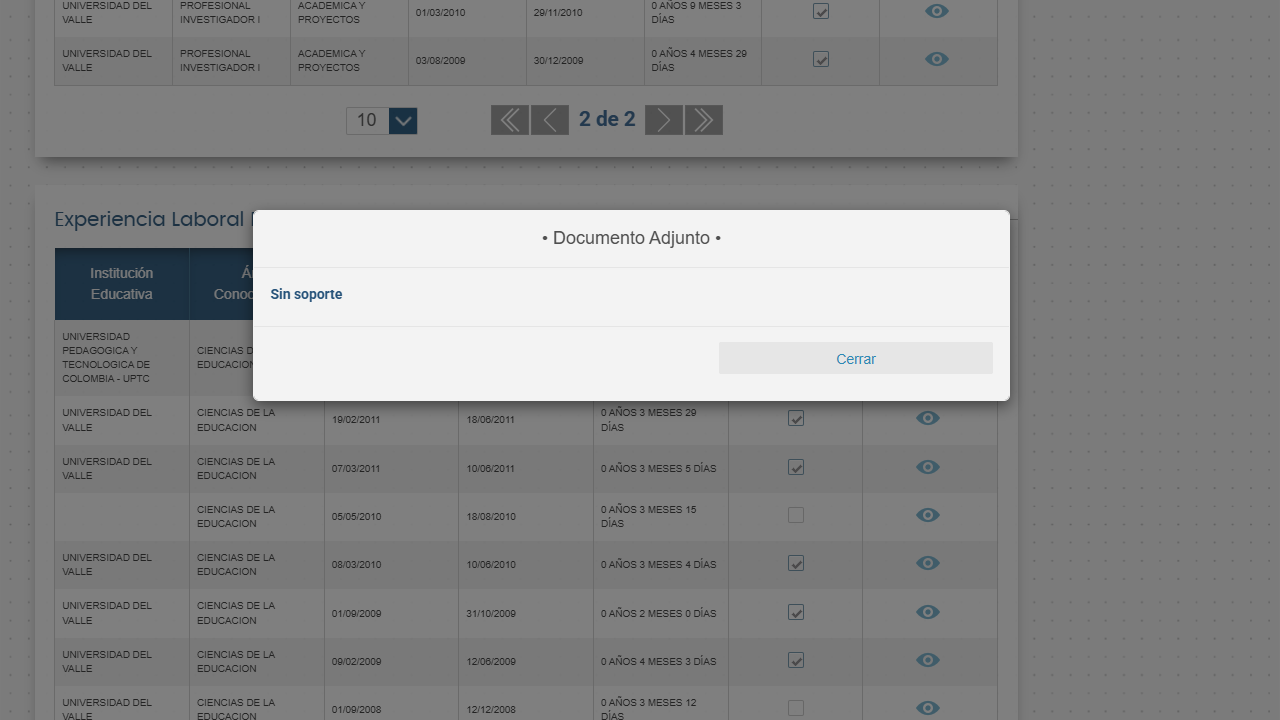 UNIVERSIDAD DEL PROFESIONAL ACADEMICA Y 01/03/2010 29/11/2010 0 AÑOS 9 MESES 3
VALLE INVESTIGADOR I PROYECTOS DÍAS
UNIVERSIDAD DEL PROFESIONAL ACADEMICA Y 03/08/2009 30/12/2009 0 AÑOS 4 MESES 29
VALLE INVESTIGADOR I PROYECTOS DÍAS
10 2 de 2
Experiencia Laboral
• Documento Adjunto •
Institución
Educativa
Sin soporte
Cerrar
UNIVERSIDAD
PEDAGOGICA Y CIENCIAS
TECNOLOGICA DE EDUCACION
COLOMBIA - UPTC
UNIVERSIDAD DEL CIENCIAS DE LA 19/02/2011 18/06/2011 0 AÑOS 3 MESES 29
VALLE EDUCACION DÍAS
UNIVERSIDAD DEL CIENCIAS DE LA 07/03/2011 10/06/2011 0 AÑOS 3 MESES 5 DÍAS
VALLE EDUCACION
CIENCIAS DE LA 05/05/2010 18/08/2010 0 AÑOS 3 MESES 15
EDUCACION DÍAS
UNIVERSIDAD DEL CIENCIAS DE LA 08/03/2010 10/06/2010 0 AÑOS 3 MESES 4 DÍAS
VALLE EDUCACION
UNIVERSIDAD DEL CIENCIAS DE LA 01/09/2009 31/10/2009 0 AÑOS 2 MESES 0 DÍAS
VALLE EDUCACION
UNIVERSIDAD DEL CIENCIAS DE LA 09/02/2009 12/06/2009 0 AÑOS 4 MESES 3 DÍAS
VALLE EDUCACION
UNIVERSIDAD DEL CIENCIAS DE LA 01/09/2008 12/12/2008 0 AÑOS 3 MESES 12
VALLE EDUCACION DÍAS